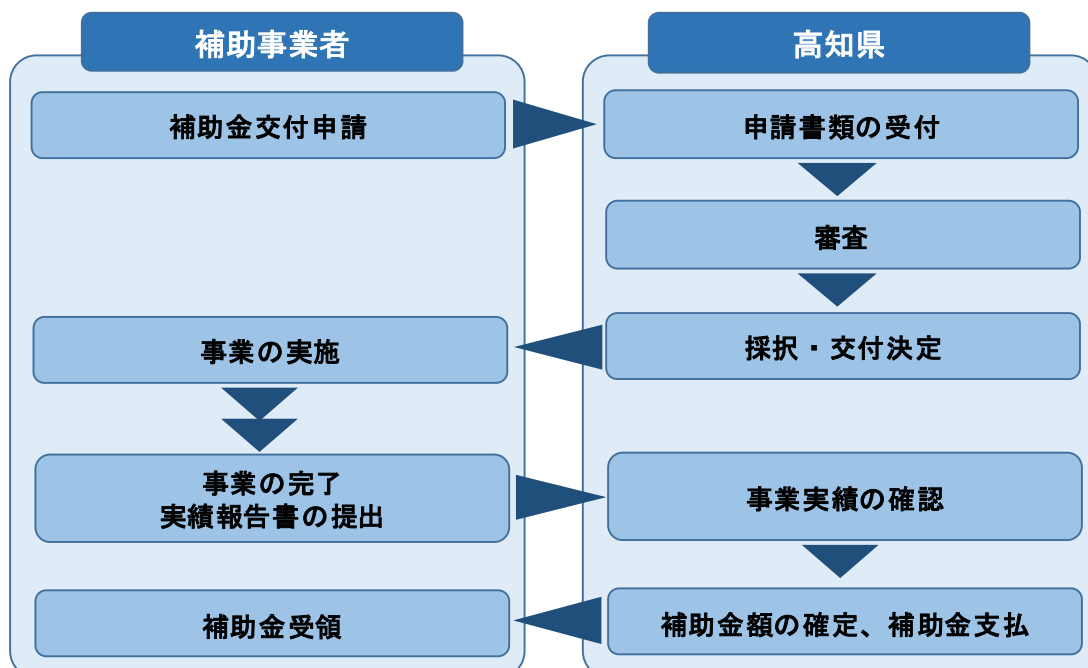 補助事業者
高知県
補助金交付申請
申請書類の受付
審査
採択・交付決定
事業の実施
事業の完了
実績報告書の提出
事業実績の確認
補助金額の確定、補助金支払
補助金受領